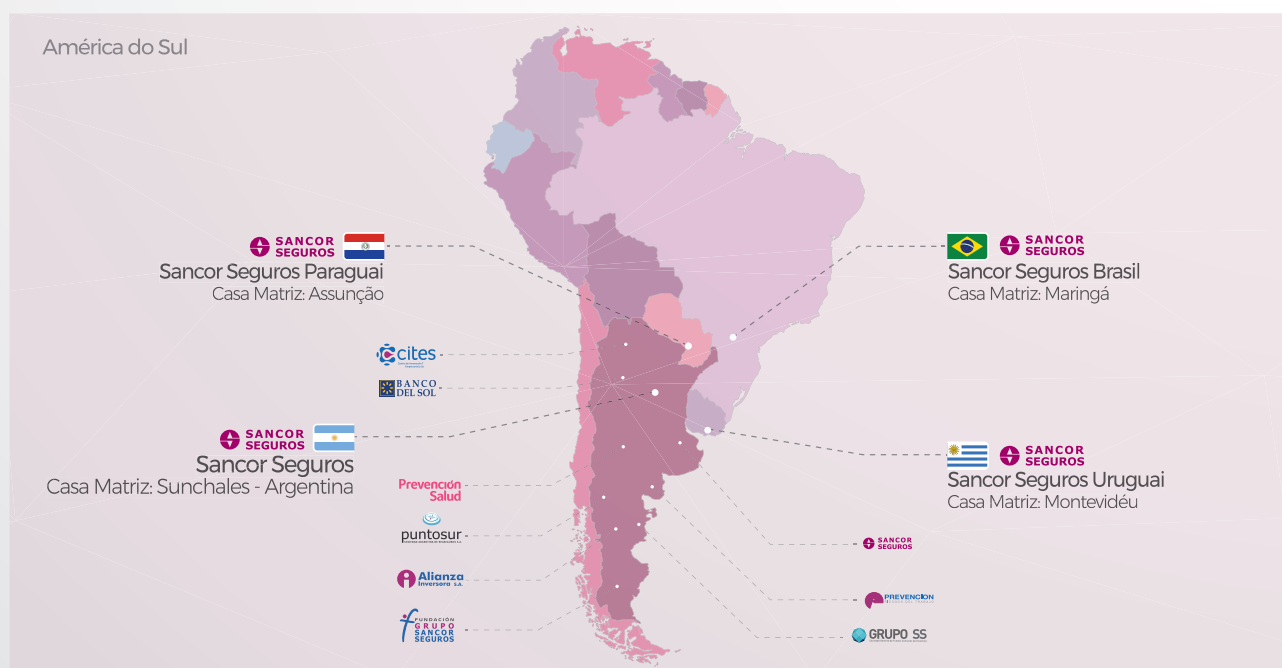 América do Sul
SANCOR
SEGUROS
Sancor Seguros Paraguai
Casa Matriz: Assunção
SANCOR
SEGUROS
Sancor Seguros Brasil
Casa Matriz: Maringá
cites
BANCO
DEL SOL
SANCOR
SEGUROS
Sancor Seguros
Casa Matriz: Sunchales - Argentina
SANCOR
SEGUROS
Sancor Seguros Uruguai
Casa Matriz: Montevidéu
Prevención
Salud
puntosur
Alianza
Inversora S.A.
FUNDACIÓN
GRUPO
SANCOR
SEGUROS
SANCOR
SEGUROS
PREVENCION
GRUPO SS